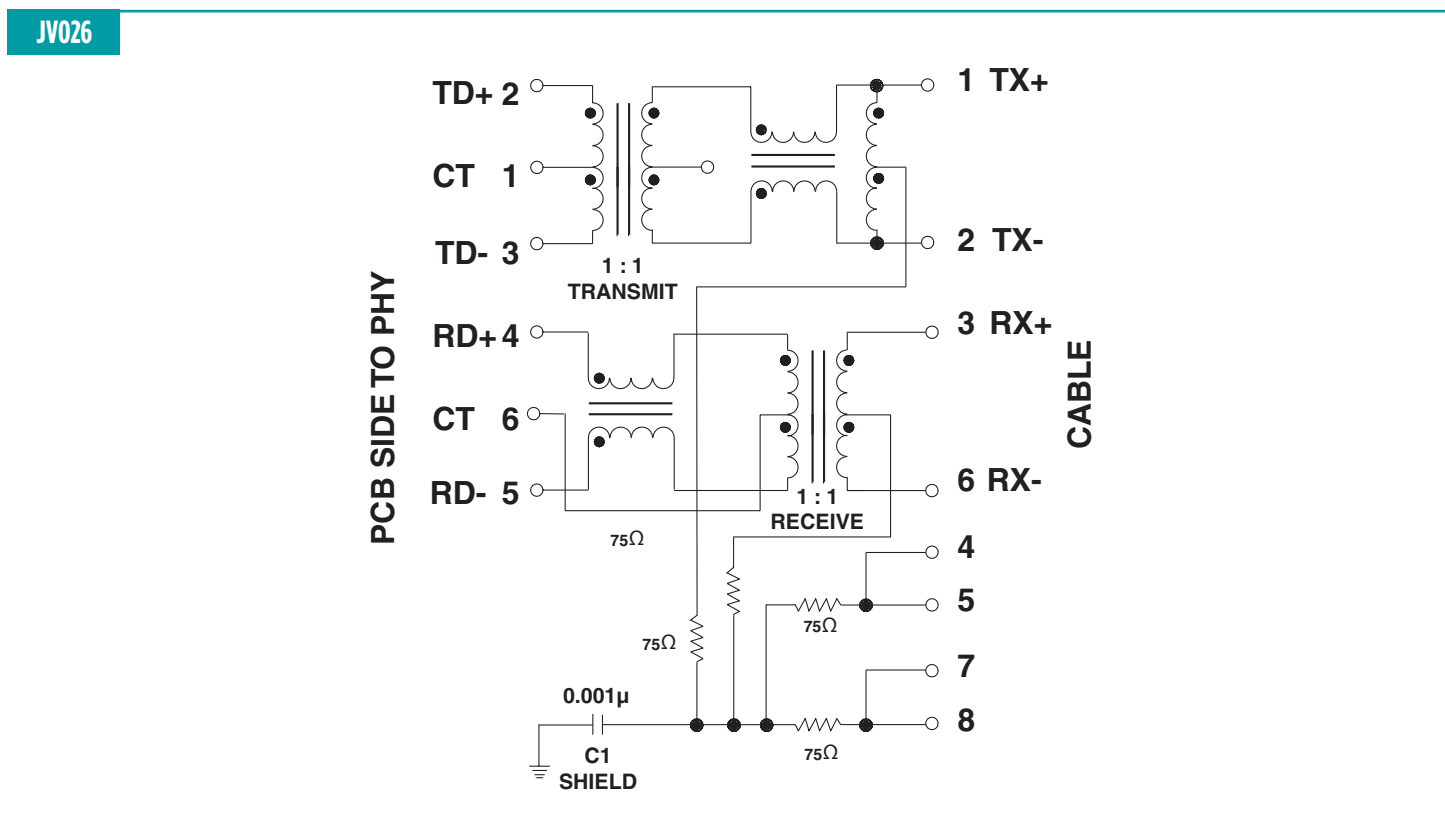 JV026
TD+ 2
CT 1
TD- 3
1 : 1
TRANSMIT
1 TX+
2 TX-
PCB SIDE TO PHY
RD+ 4
CT 6
RD- 5
1 : 1
RECEIVE
3 RX+
6 RX-
CABLE
75Ω
4
5
75Ω
75Ω
7
8
75Ω
0.001µ
C1
SHIELD